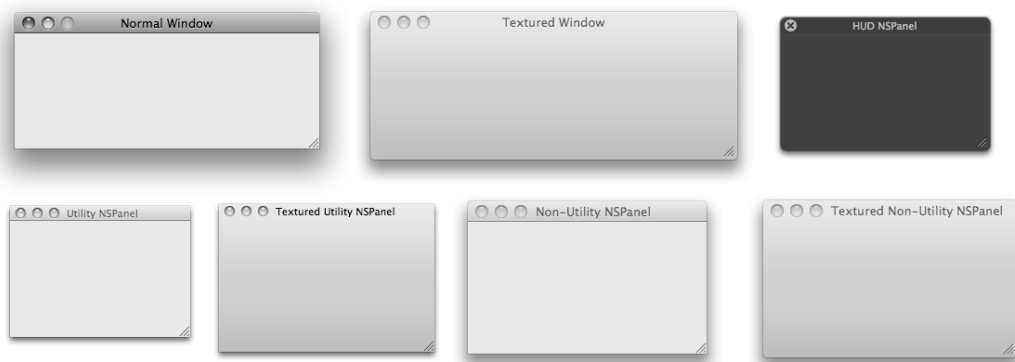 Normal Window
Textured Window
HUD NSPanel
Utility NSPanel
Textured Utility NSPanel
Non-Utility NSPanel
Textured Non-Utility NSPanel